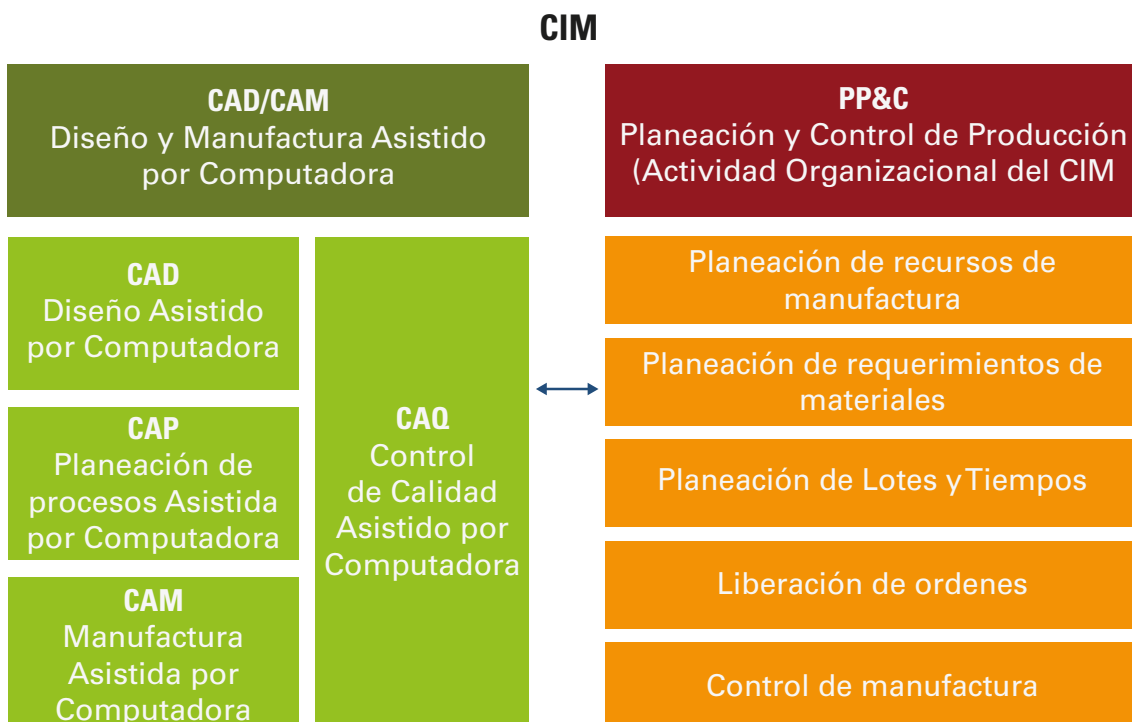 CIM
CAD/CAM
Diseño y Manufactura Asistido
por Computadora
CAD
Diseño Asistido
por Computadora
CAP
Planeación de
procesos Asistida
por Computadora
CAM
Manufactura
Asistida por
Computadora
CAQ
Control
de Calidad
Asistido por
Computadora
PP&C
Planeación y Control de Producción
(Actividad Organizacional del CIM
Planeación de recursos de
manufactura
Planeación de requerimientos de
materiales
Planeación de Lotes y Tiempos
Liberación de ordenes
Control de manufactura